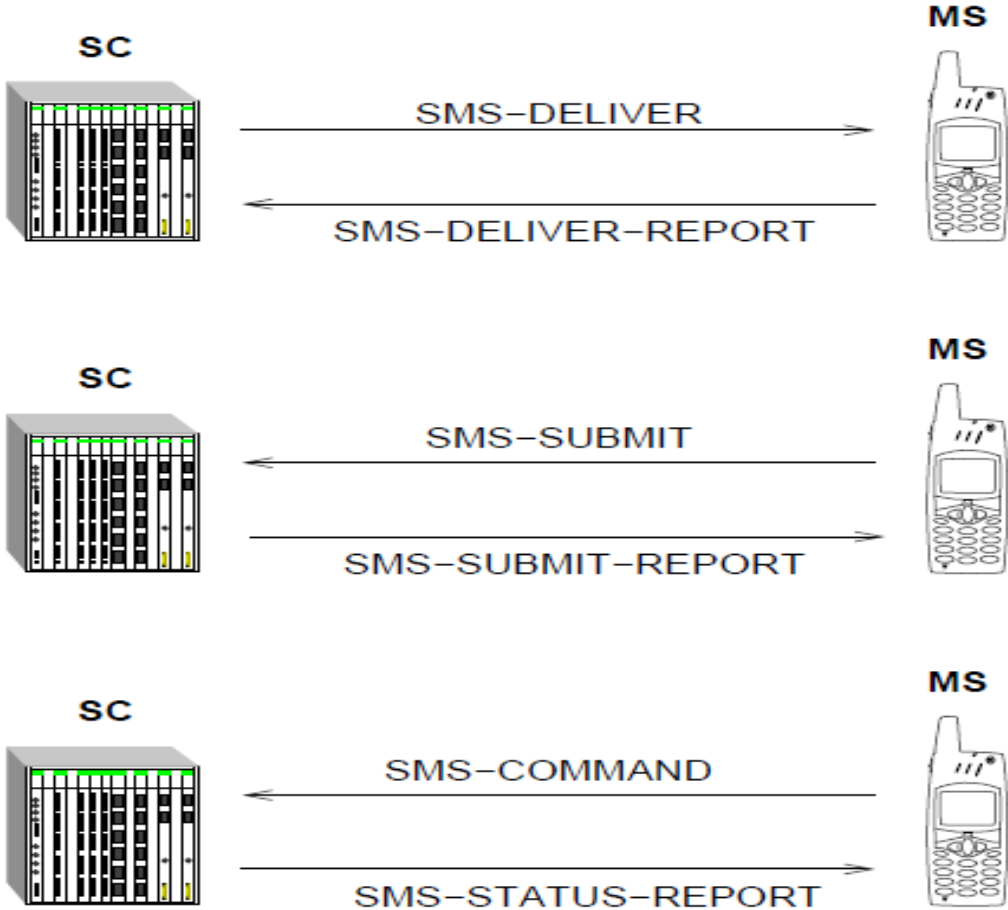 MS
SC
SMS-DELIVER
SMS-DELIVER-REPORT
MS
SC
SMS-SUBMIT
SMS-SUBMIT-REPORT
MS
SC
SMS-COMMAND
SMS-STATUS-REPORT